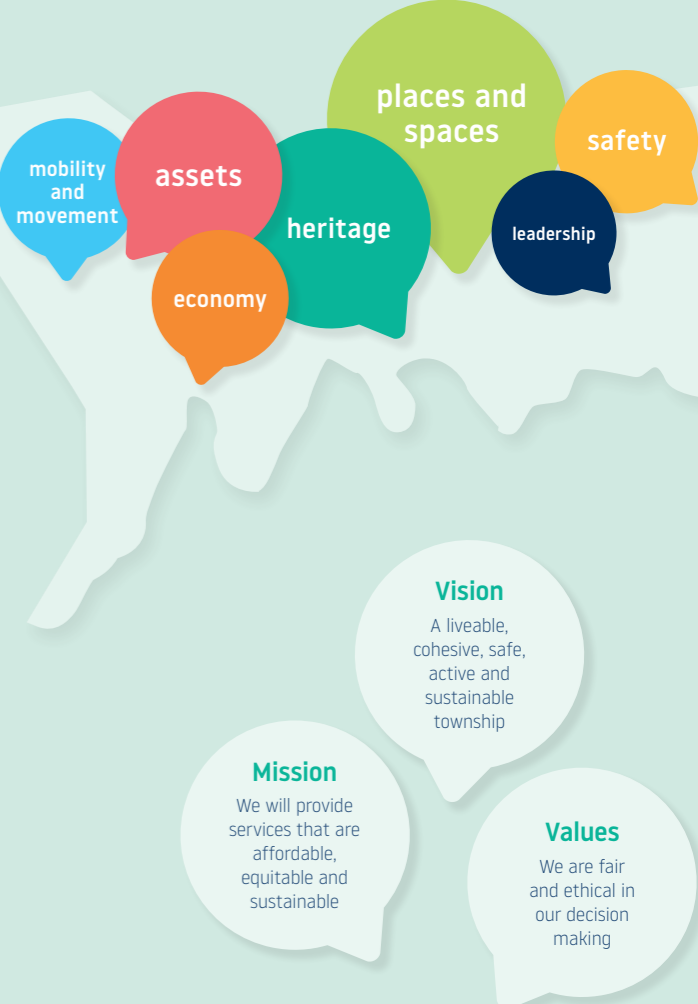 places and
spaces
safety
mobility
and
movement
assets
heritage
leadership
economy
Vision
A liveable,
cohesive, safe,
active and
sustainable
township
Mission
We will provide
services that are
affordable,
equitable and
sustainable
Values
We are fair
and ethical in
our decision
making